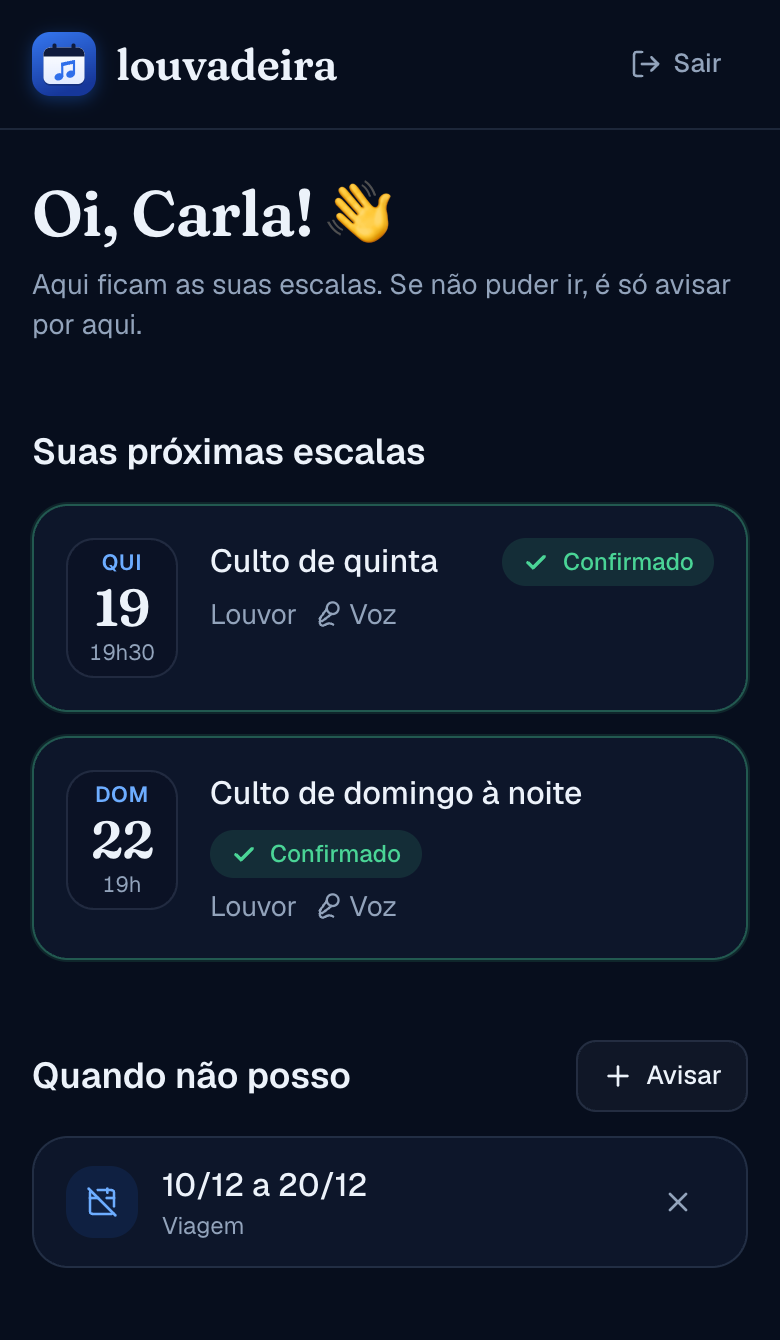 louvadeira
Sair
Oi, Carla! 👋
Aqui ficam as suas escalas. Se não puder ir, é só avisar
por aqui.
Suas próximas escalas
QUI
19
19h30
Culto de quinta
Confirmado
Louvor Voz
DOM
22
19h
Culto de domingo à noite
Confirmado
Louvor Voz
Quando não posso
Avisar
10/12 a 20/12
Viagem